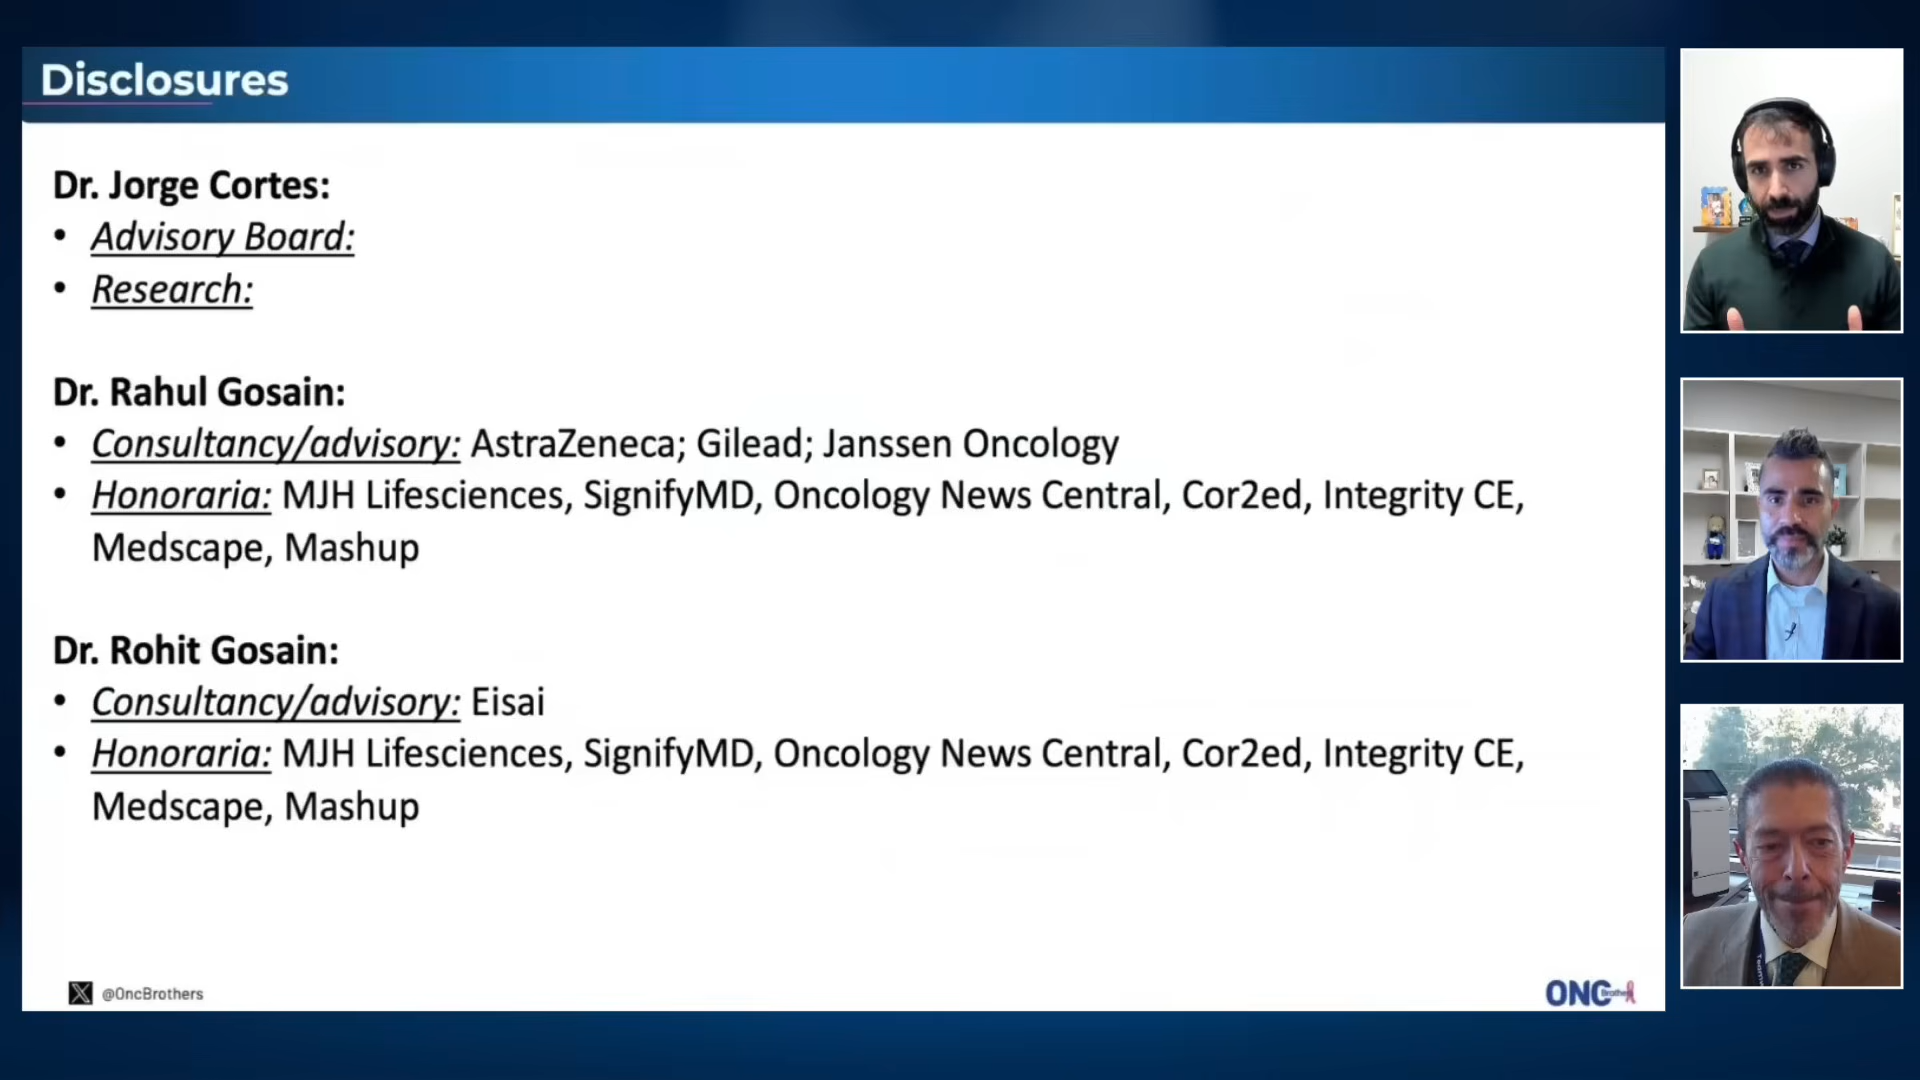 Disclosures
Dr. Jorge Cortes:
• Advisory Board:
• Research:
Dr. Rahul Gosain:
• Consultancy/advisory: AstraZeneca; Gilead; Janssen Oncology
• Honoraria: MJH Lifesciences, SignifyMD, Oncology News Central, Cor2ed, Integrity CE,
Medscape, Mashup
Dr. Rohit Gosain:
• Consultancy/advisory: Eisai
• Honoraria: MJH Lifesciences, SignifyMD, Oncology News Central, Cor2ed, Integrity CE,
Medscape, Mashup
@OncBrothers
ONC Brothers